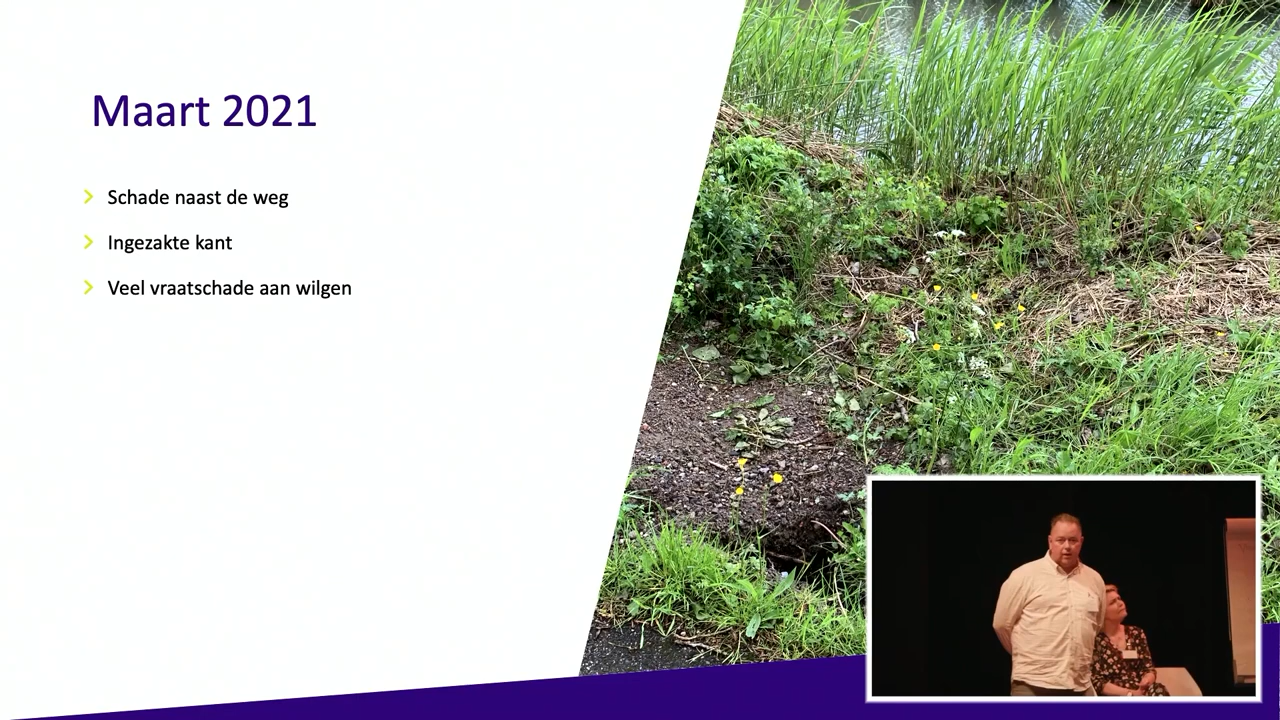 Maart 2021
Schade naast de weg
Ingezakte kant
Veel vraatschade aan wilgen